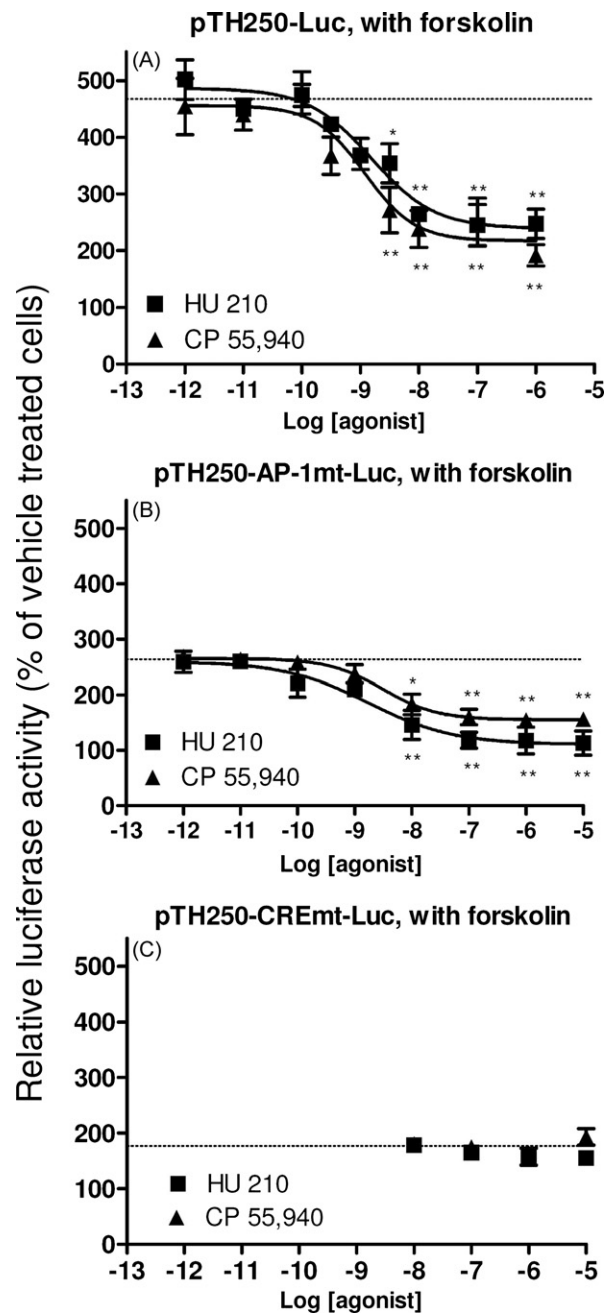 Relative luciferase activity (% of vehicle treated cells)
pTH250-Luc, with forskolin
(A)
500
400
300
200
100
0
*
** ** **
** ** ** **
HU 210
CP 55,940
-13 -12 -11 -10 -9 -8 -7 -6 -5
Log [agonist]
pTH250-AP-1mt-Luc, with forskolin
(B)
500
400
300
200
100
0
* ** ** **
** ** ** **
HU 210
CP 55,940
-13 -12 -11 -10 -9 -8 -7 -6 -5
Log [agonist]
pTH250-CREmt-Luc, with forskolin
(C)
500
400
300
200
100
0
HU 210
CP 55,940
-13 -12 -11 -10 -9 -8 -7 -6 -5
Log [agonist]